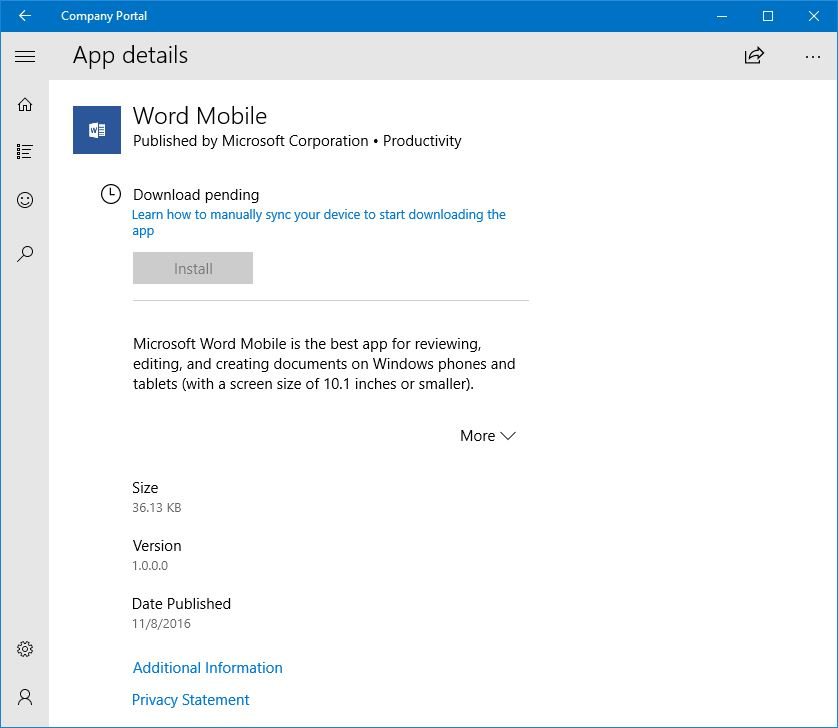 Company Portal
App details
Word Mobile
Published by Microsoft Corporation • Productivity
Download pending
Learn how to manually sync your device to start downloading the
app
Install
Microsoft Word Mobile is the best app for reviewing,
editing, and creating documents on Windows phones and
tablets (with a screen size of 10.1 inches or smaller).
More
Size
36.13 KB
Version
1.0.0.0
Date Published
11/8/2016
Additional Information
Privacy Statement